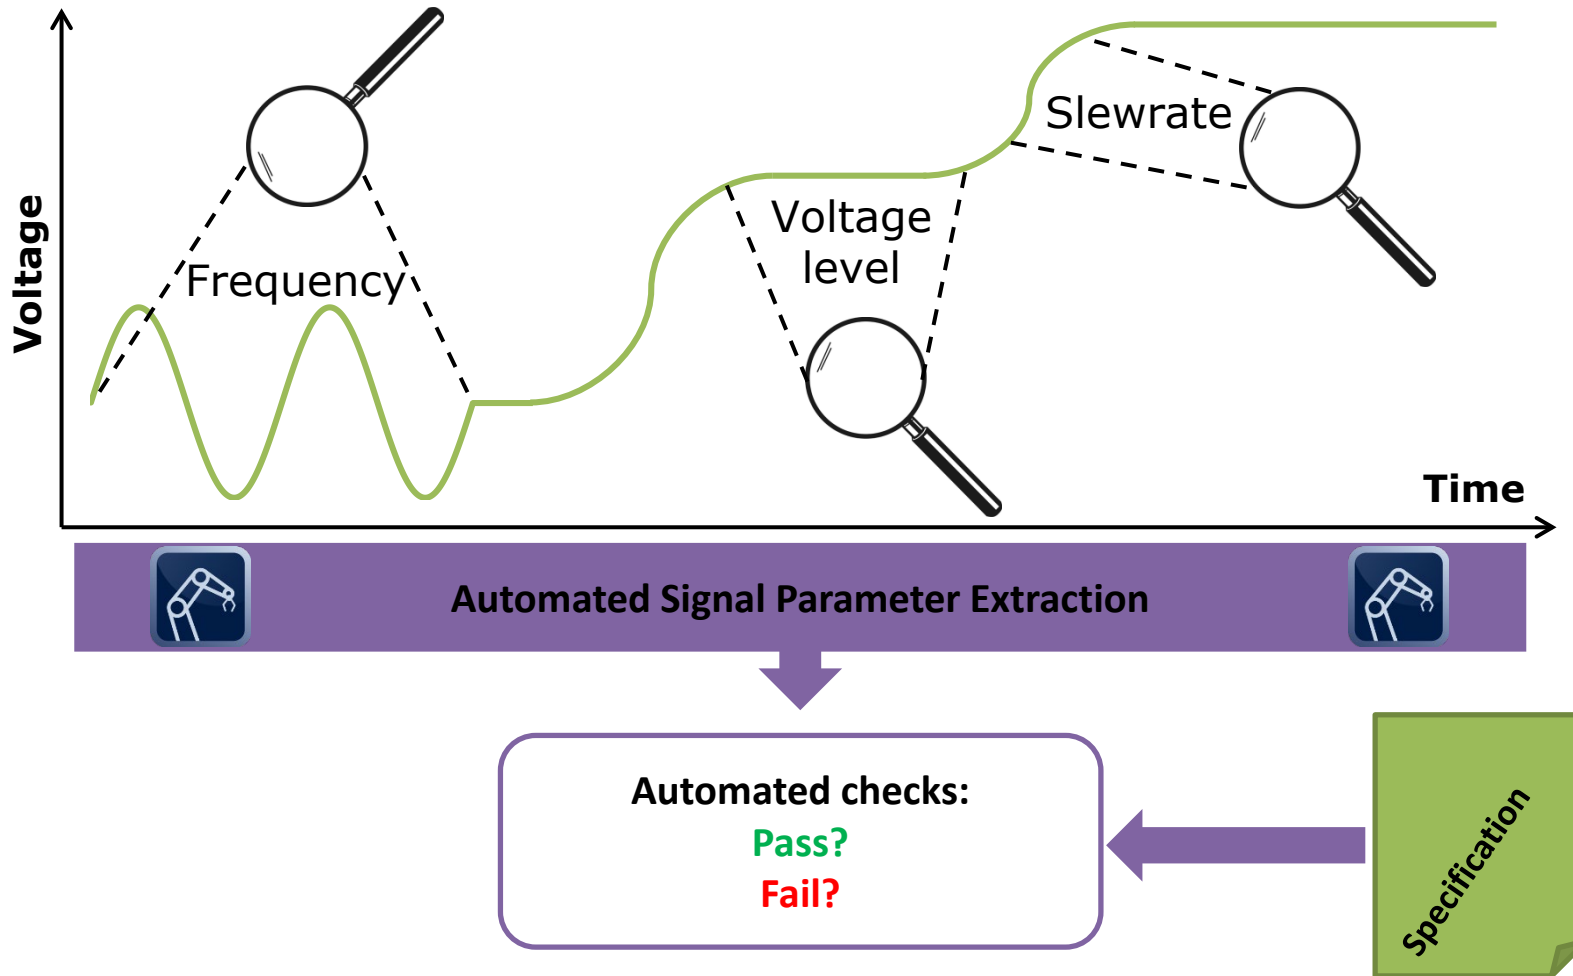 Voltage
Frequency
Voltage
level
Slewrate
Time
Automated Signal Parameter Extraction
Automated checks:
Pass?
Fail?
Specification